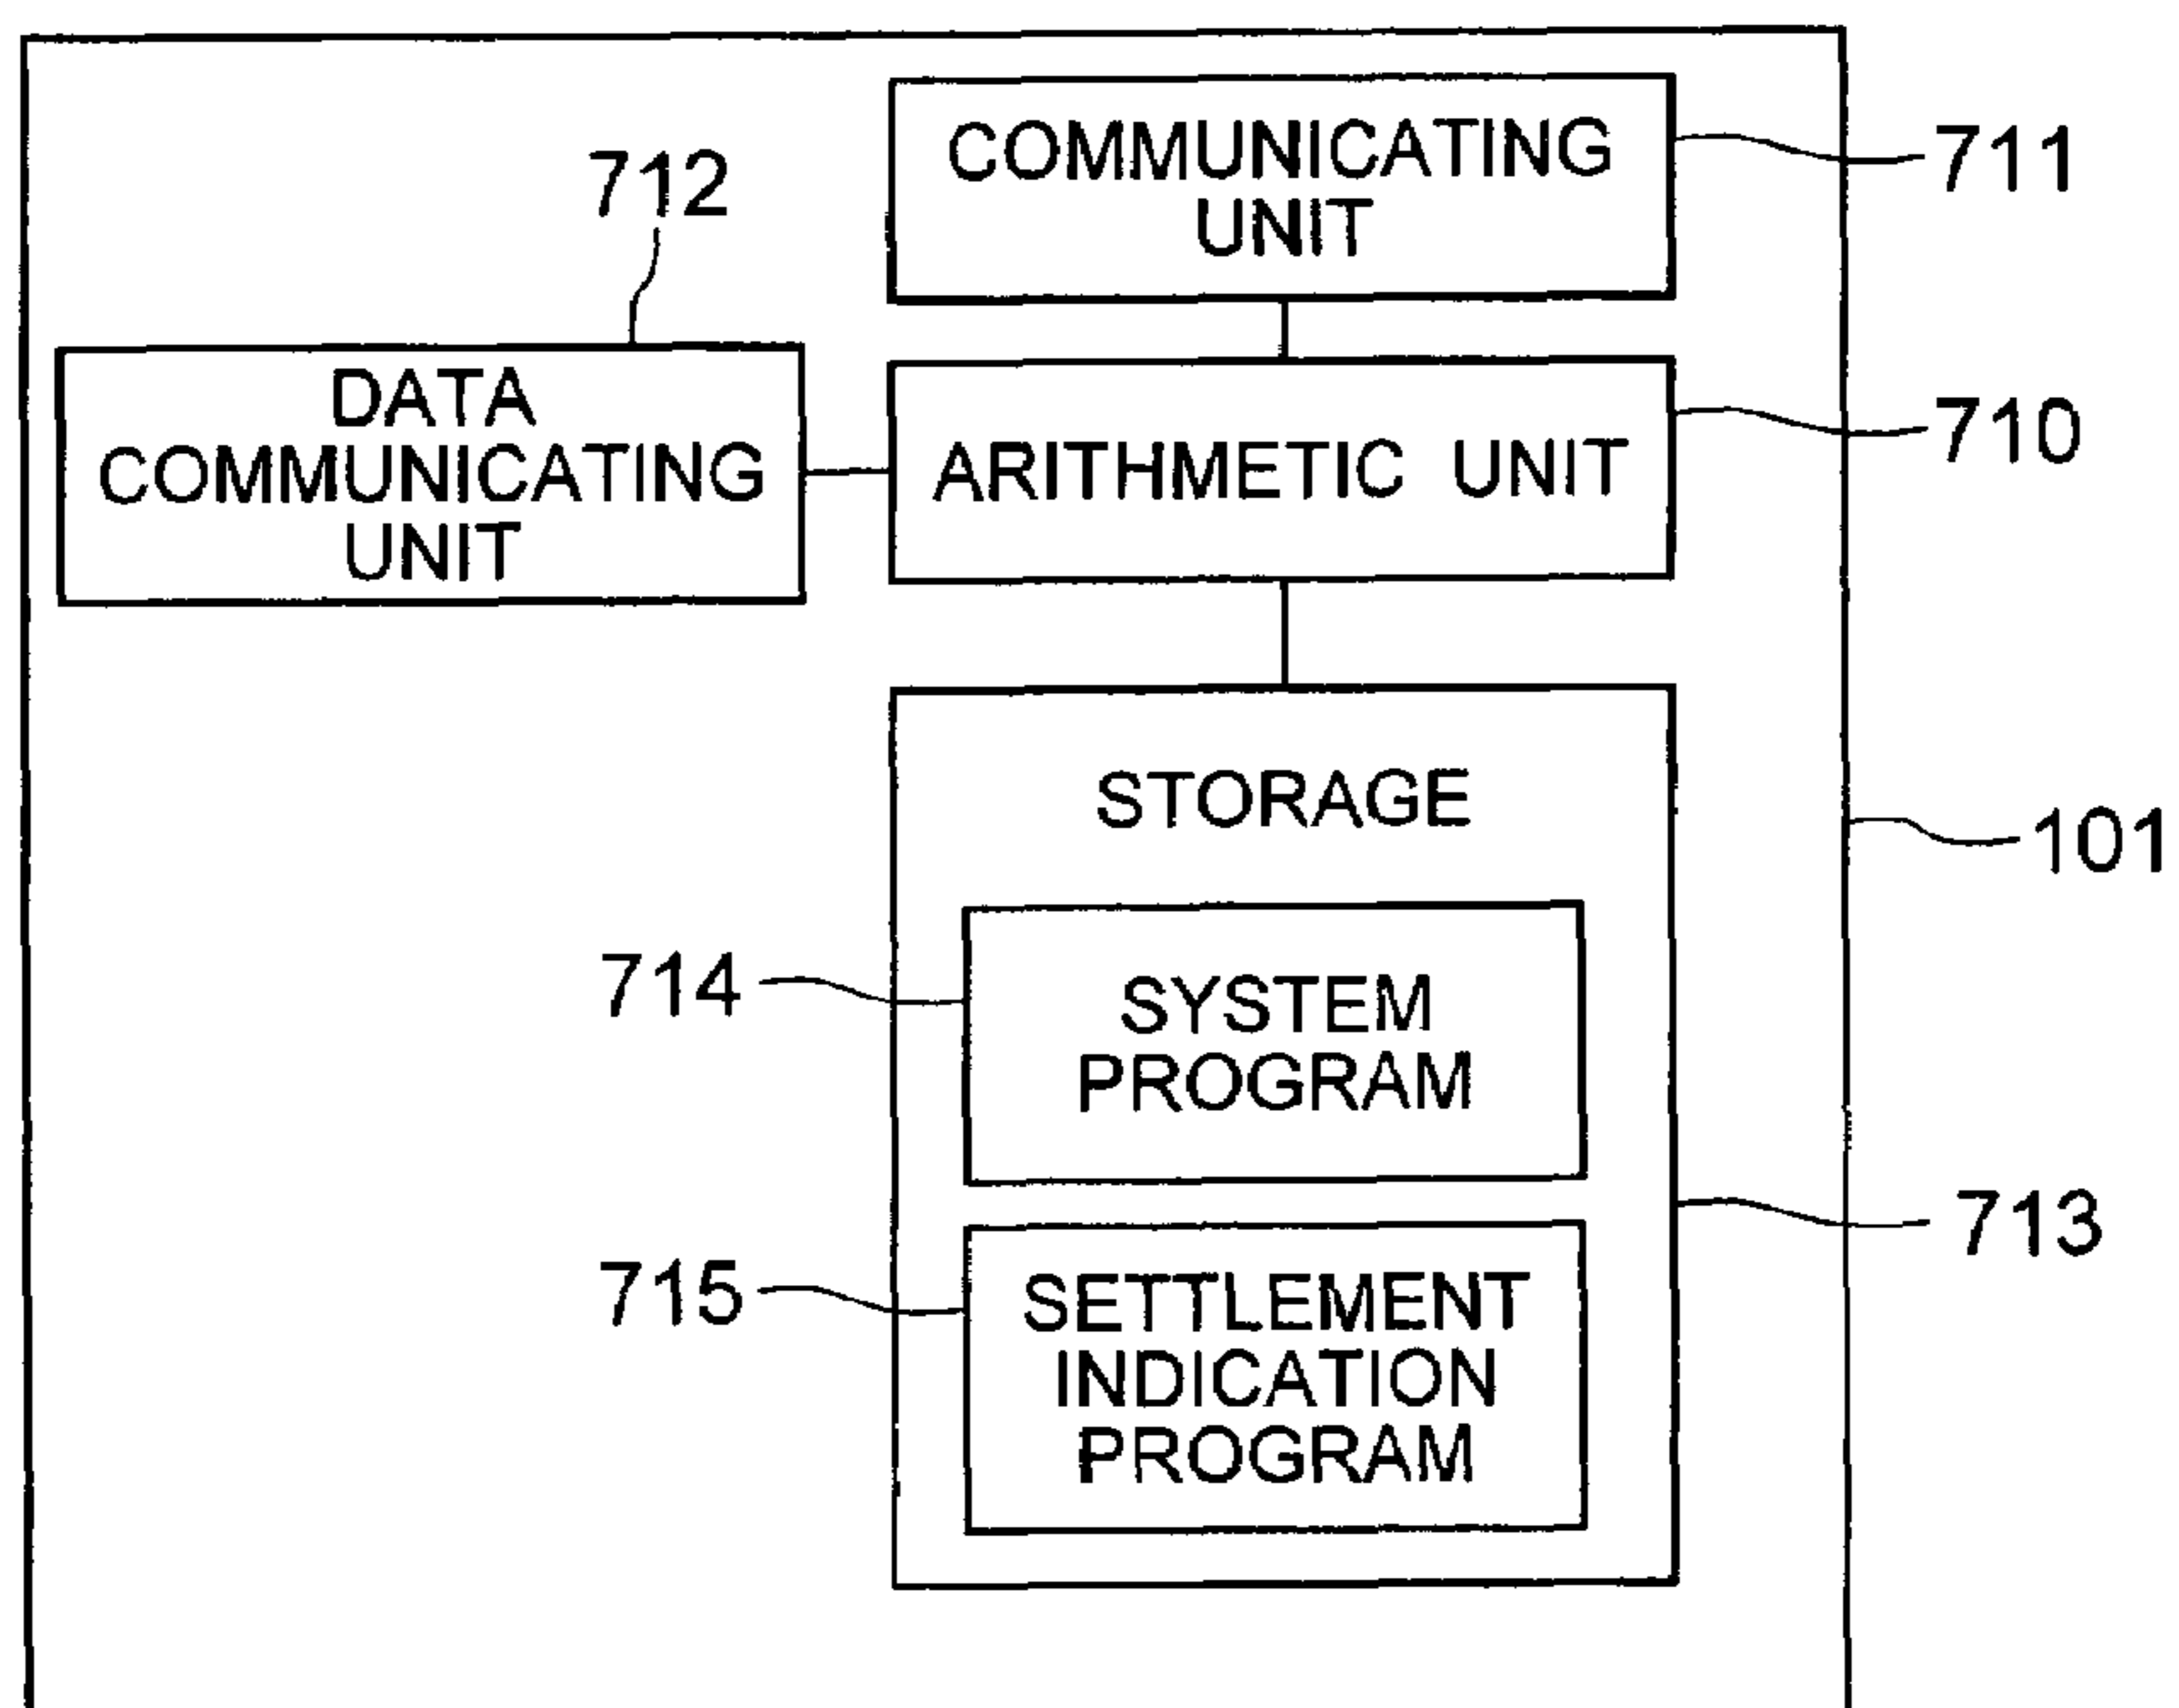 COMMUNICATING
UNIT
711
712
DATA
COMMUNICATING
UNIT
ARITHMETIC UNIT
710
STORAGE
101
714
SYSTEM
PROGRAM
713
715
SETTLEMENT
INDICATION
PROGRAM